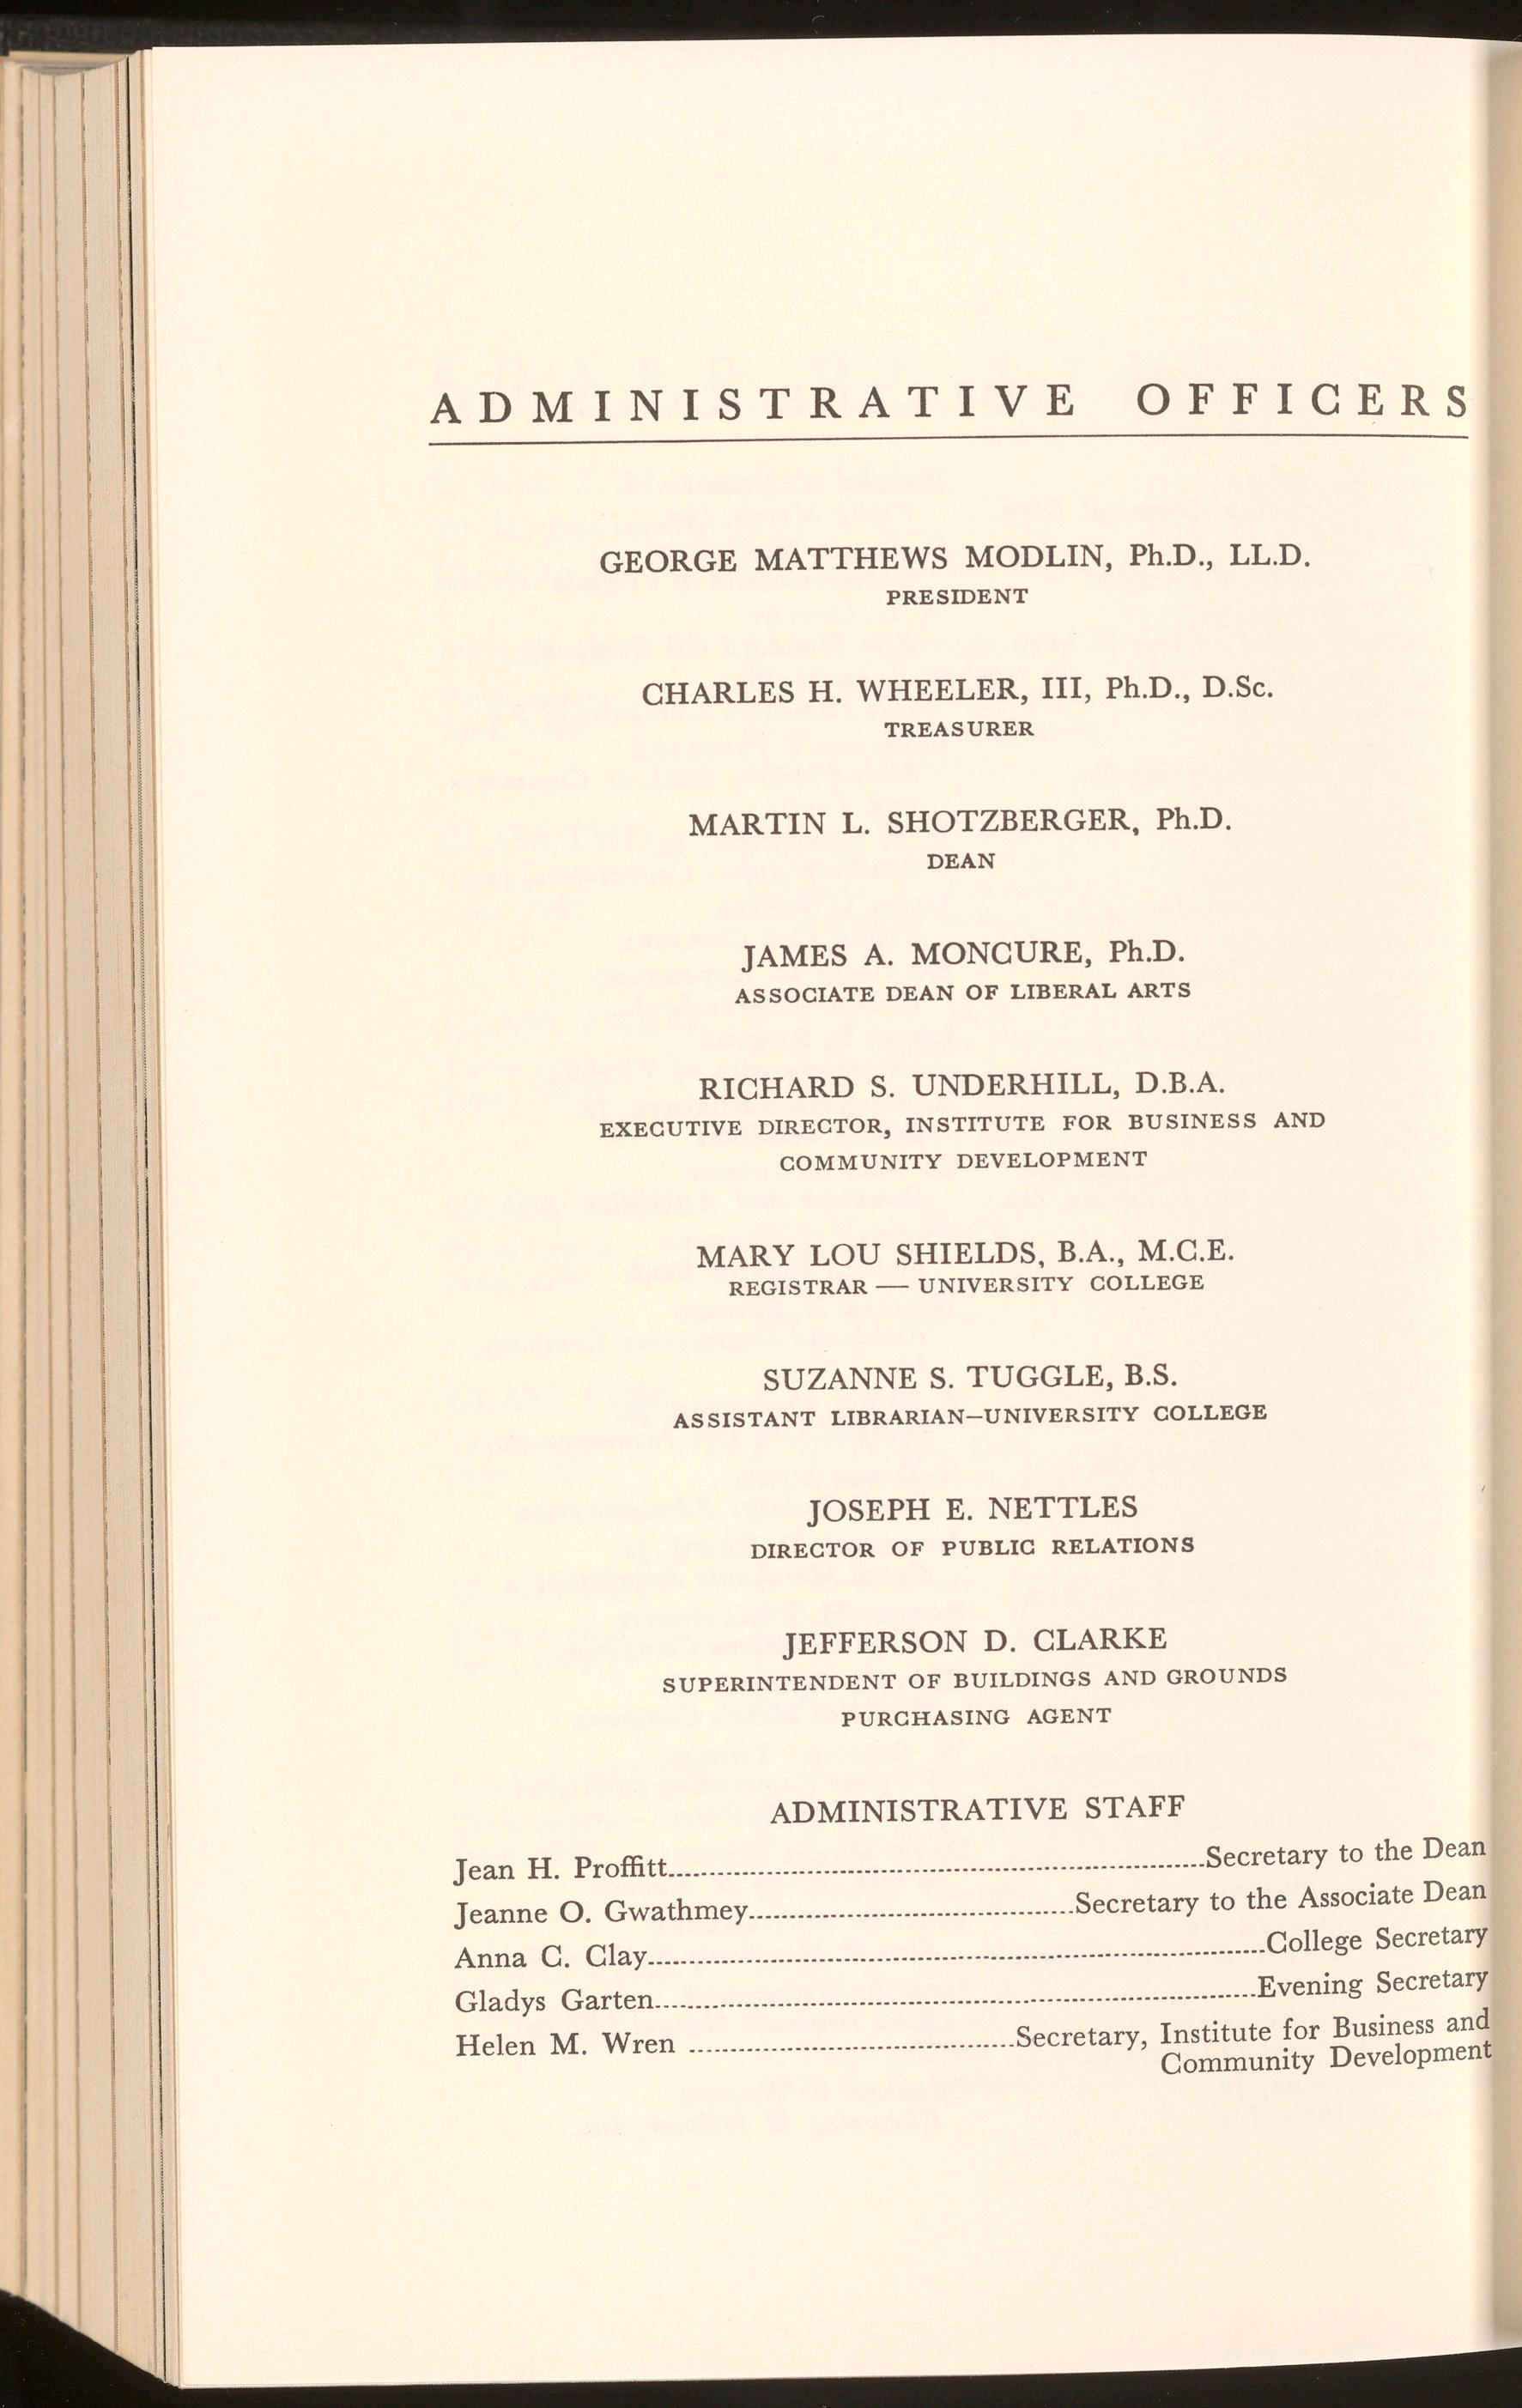 ADMINISTRATIVE OFFICERS
GEORGE MATTHEWS MODLIN, Ph.D., LL.D.
PRESIDENT
CHARLES H. WHEELER, III, Ph.D., D.Sc.
TREASURER
MARTIN L. SHOTZBERGER, Ph.D.
DEAN
JAMES A. MONCURE, Ph.D.
ASSOCIATE DEAN OF LIBERAL ARTS
RICHARD S. UNDERHILL, D.B.A.
EXECUTIVE DIRECTOR, INSTITUTE FOR BUSINESS AND
COMMUNITY DEVELOPMENT
MARY LOU SHIELDS, B.A., M.C.E.
REGISTRAR — UNIVERSITY COLLEGE
SUZANNE S. TUGGLE, B.S.
ASSISTANT LIBRARIAN–UNIVERSITY COLLEGE
JOSEPH E. NETTLES
DIRECTOR OF PUBLIC RELATIONS
JEFFERSON D. CLARKE
SUPERINTENDENT OF BUILDINGS AND GROUNDS
PURCHASING AGENT
ADMINISTRATIVE STAFF
Jean H. Proffitt........Secretary to the Dean
Jeanne O. Gwathmey........Secretary to the Associate Dean
Anna C. Clay........College Secretary
Gladys Garten........Evening Secretary
Helen M. Wren ........Secretary, Institute for Business and
Community Development